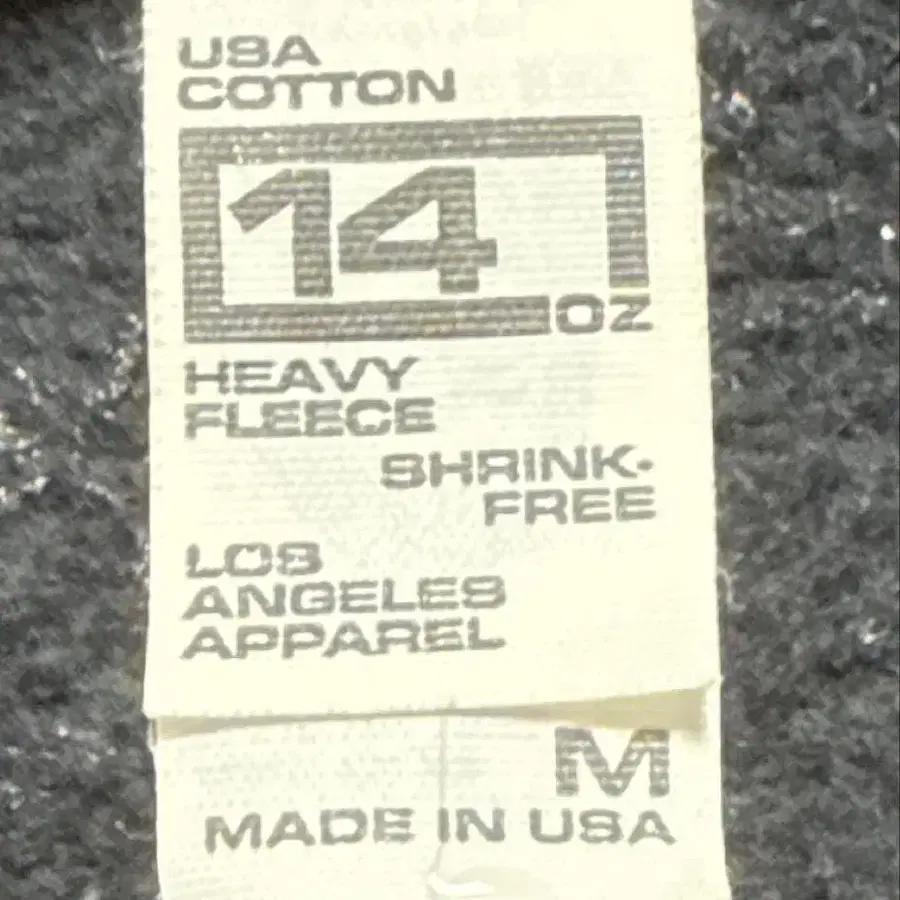 USA
COTTON
14
OZ
HEAVY
FLEECE
SHRINK-
FREE
LOS
ANGELES
APPAREL
M
MADE IN USA